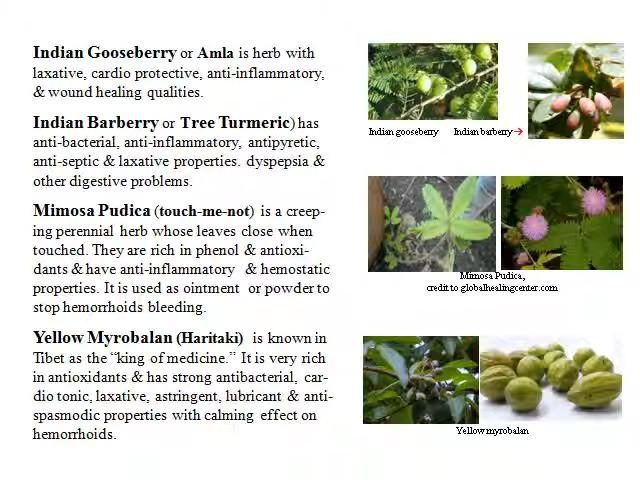 Indian Gooseberry or Amla is herb with
laxative, cardio protective, anti-inflammatory,
& wound healing qualities.
Indian Barberry or Tree Turmeric) has
anti-bacterial, anti-inflammatory, antipyretic,
anti-septic & laxative properties. dyspepsia &
other digestive problems.
Mimosa Pudica (touch-me-not) is a creep-
ing perennial herb whose leaves close when
touched. They are rich in phenol & antioxi-
dants & have anti-inflammatory & hemostatic
properties. It is used as ointment or powder to
stop hemorrhoids bleeding.
Yellow Myrobalan (Haritaki) is known in
Tibet as the “king of medicine.” It is very rich
in antioxidants & has strong antibacterial, car-
dio tonic, laxative, astringent, lubricant & anti-
spasmodic properties with calming effect on
hemorrhoids.
Indian gooseberry Indian barberry →
Mimosa Pudica,
credit to globalhealingcenter.com
Yellow myrobalan